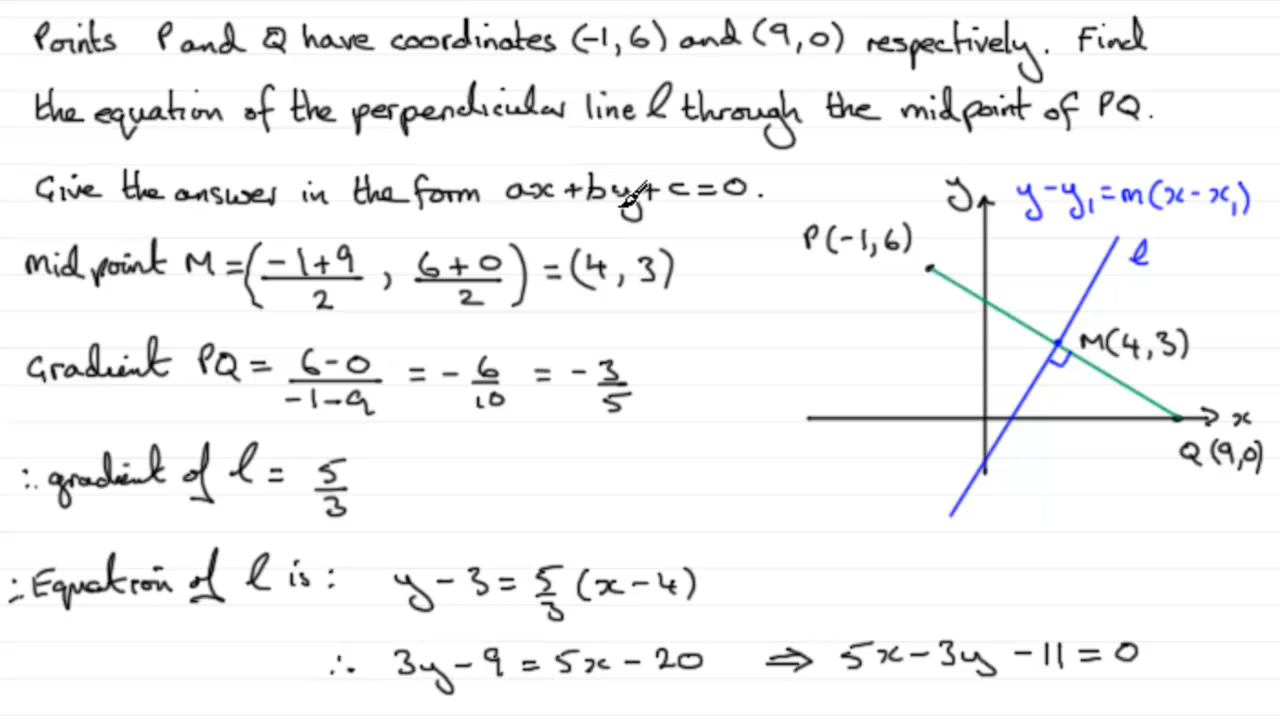 Points P and Q have coordinates (-1, 6) and (9, 0) respectively. Find
the equation of the perpendicular line l through the midpoint of PQ.
Give the answer in the form ax + by + c = 0.
midpoint M = ( (-1+9)/2 , (6+0)/2 ) = (4, 3)
Gradient PQ = (6-0)/(-1-9) = - 6/10 = - 3/5
∴ gradient of l = 5/3
∴ Equation of l is: y - 3 = 5/3 (x - 4)
∴ 3y - 9 = 5x - 20 ⇒ 5x - 3y - 11 = 0
y
y - y₁ = m(x - x₁)
P(-1, 6)
l
M(4, 3)
x
Q(9,0)